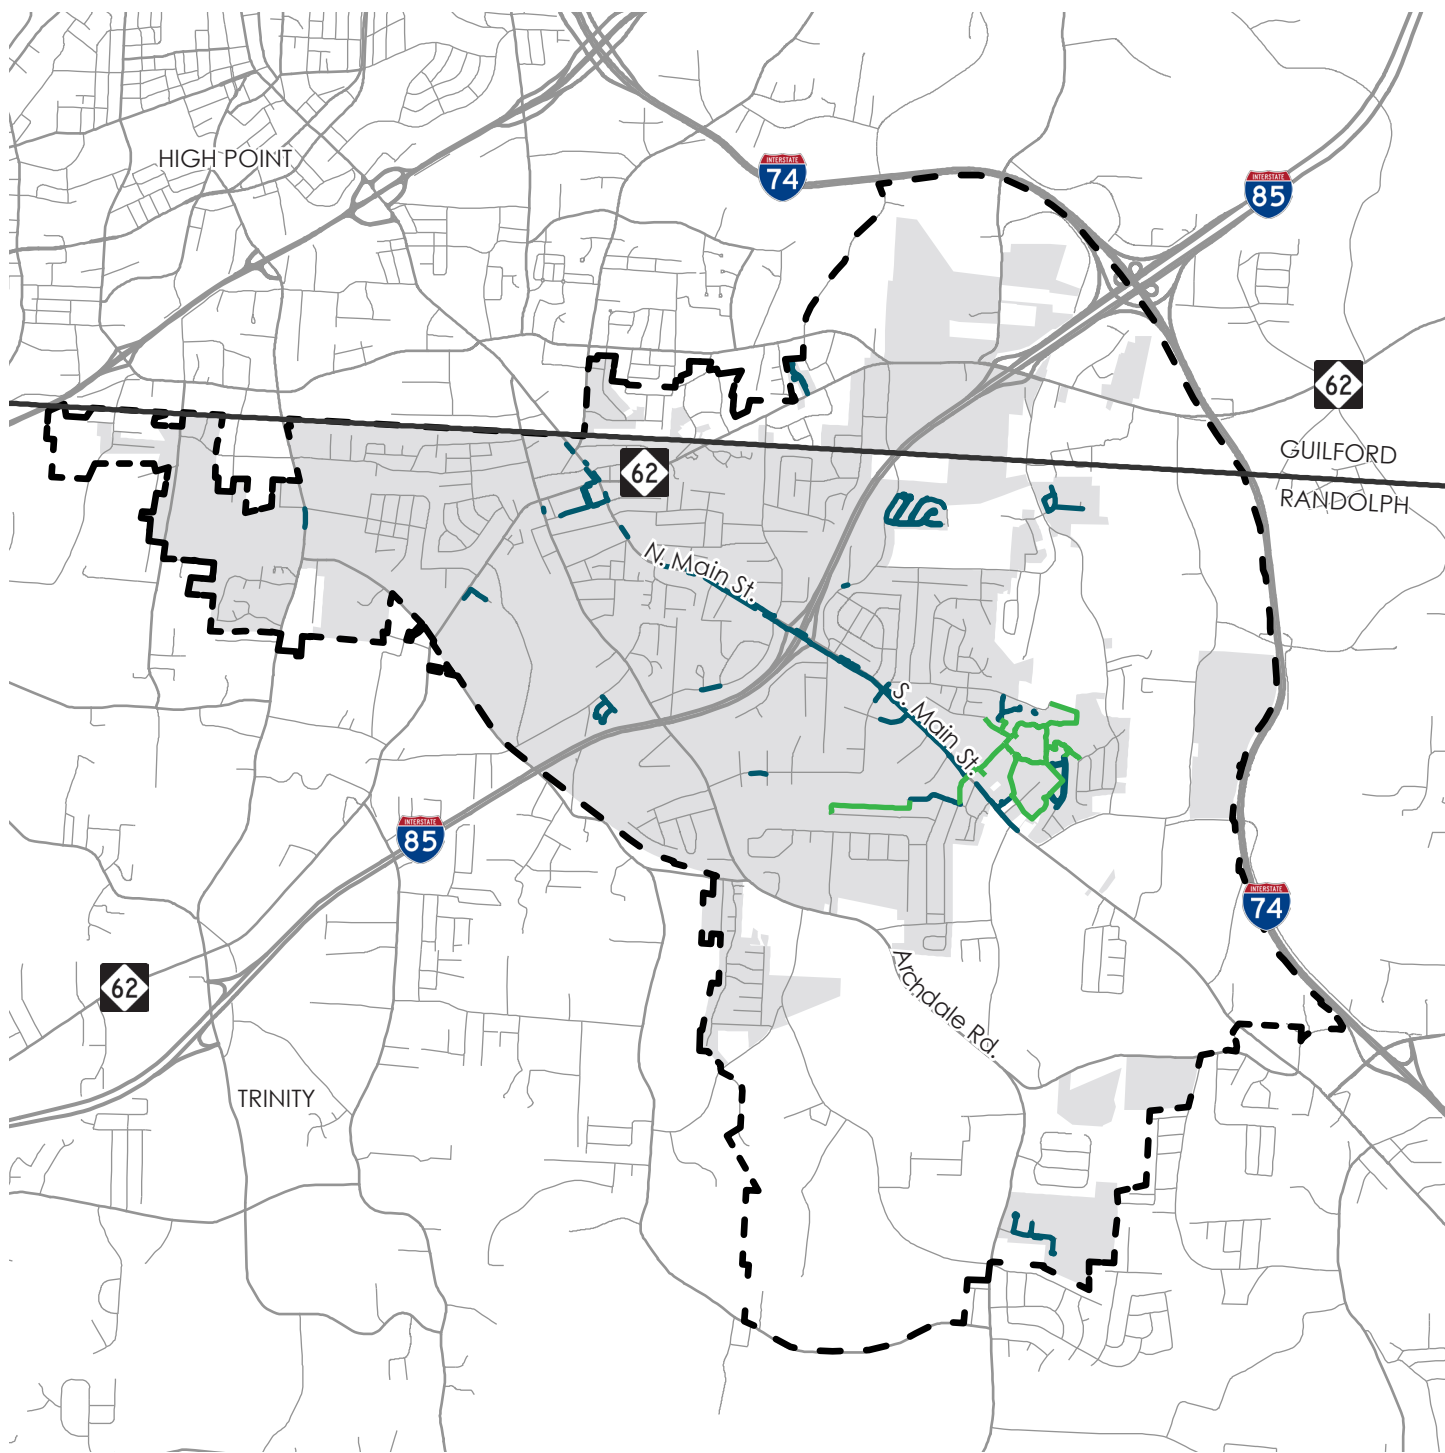 HIGH POINT
INTERSTATE
74
INTERSTATE
85
62
GUILFORD
62
RANDOLPH
N. Main St.
S. Main St.
INTERSTATE
85
INTERSTATE
74
Archdale Rd.
62
TRINITY